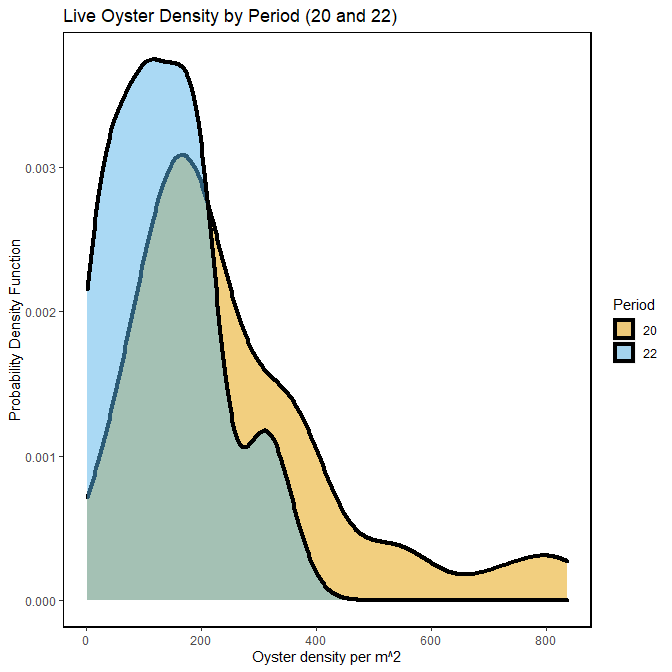 Live Oyster Density by Period (20 and 22)
Probability Density Function
0.003
0.002
0.001
0.000
0 200 400 600 800
Oyster density per m^2
Period
20
22